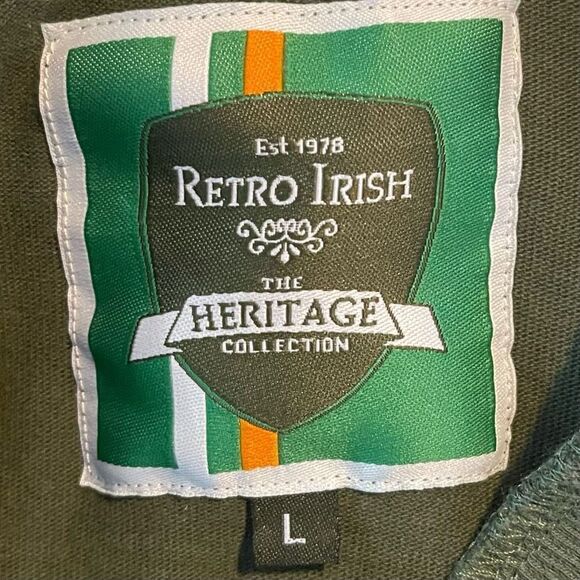 Est 1978
RETRO IRISH
THE
HERITAGE
COLLECTION
L